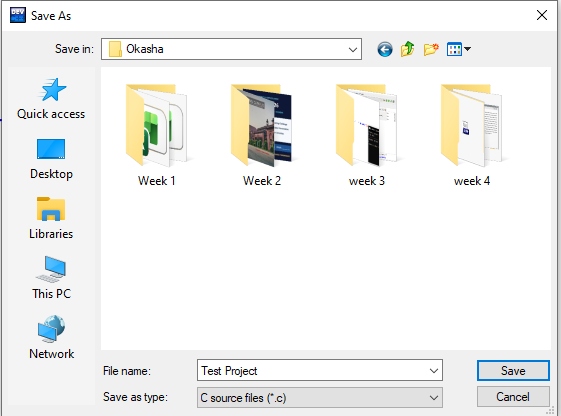 Save As
Save in:
Okasha
Quick access
Desktop
Libraries
This PC
Network
Week 1
Week 2
week 3
week 4
File name:
Test Project
Save
Save as type:
C source files (*.c)
Cancel